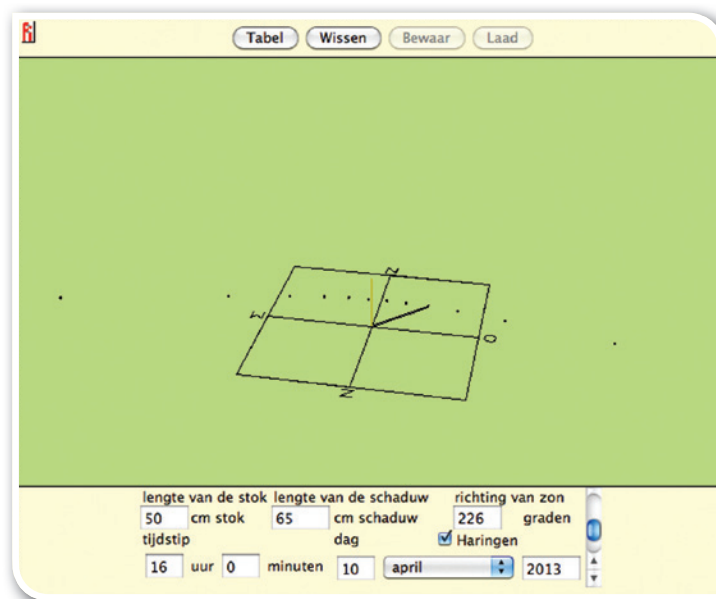 Tabel Wissen Bewaar Laad
N
W
O
Z
lengte van de stok lengte van de schaduw richting van zon
50 cm stok 65 cm schaduw 226 graden
tijdstip dag Haringen
16 uur 0 minuten 10 april 2013